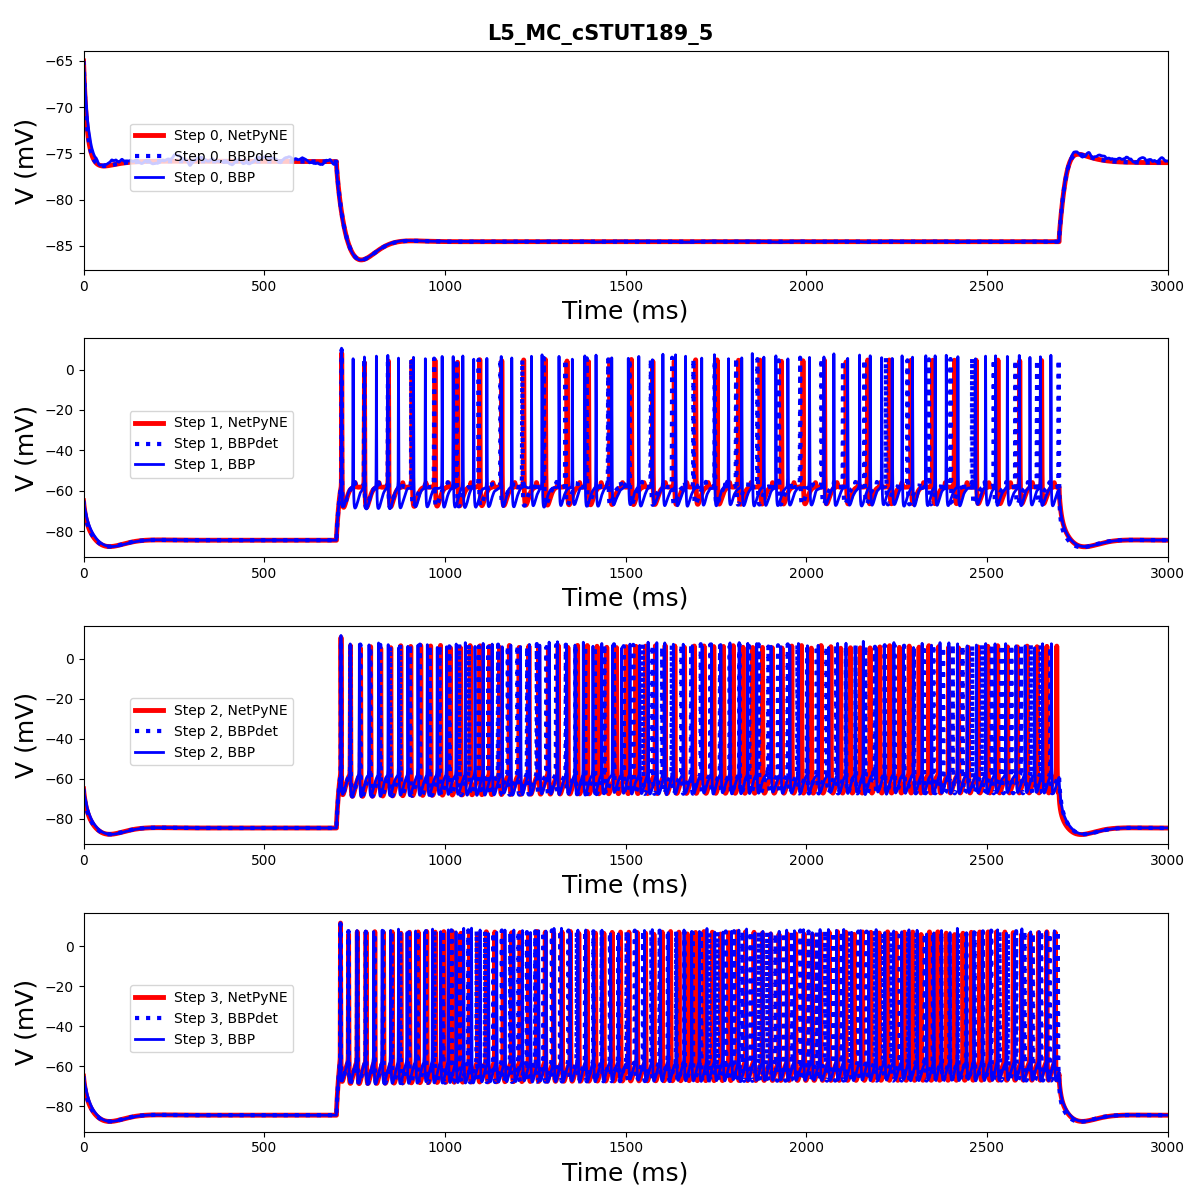 L5_MC_cSTUT189_5
−65
−70
−75
−80
−85
V (mV)
Step 0, NetPyNE
Step 0, BBPdet
Step 0, BBP
0 500 1000 1500 2000 2500 3000
Time (ms)
0
−20
−40
−60
−80
V (mV)
Step 1, NetPyNE
Step 1, BBPdet
Step 1, BBP
0 500 1000 1500 2000 2500 3000
Time (ms)
0
−20
−40
−60
−80
V (mV)
Step 2, NetPyNE
Step 2, BBPdet
Step 2, BBP
0 500 1000 1500 2000 2500 3000
Time (ms)
0
−20
−40
−60
−80
V (mV)
Step 3, NetPyNE
Step 3, BBPdet
Step 3, BBP
0 500 1000 1500 2000 2500 3000
Time (ms)